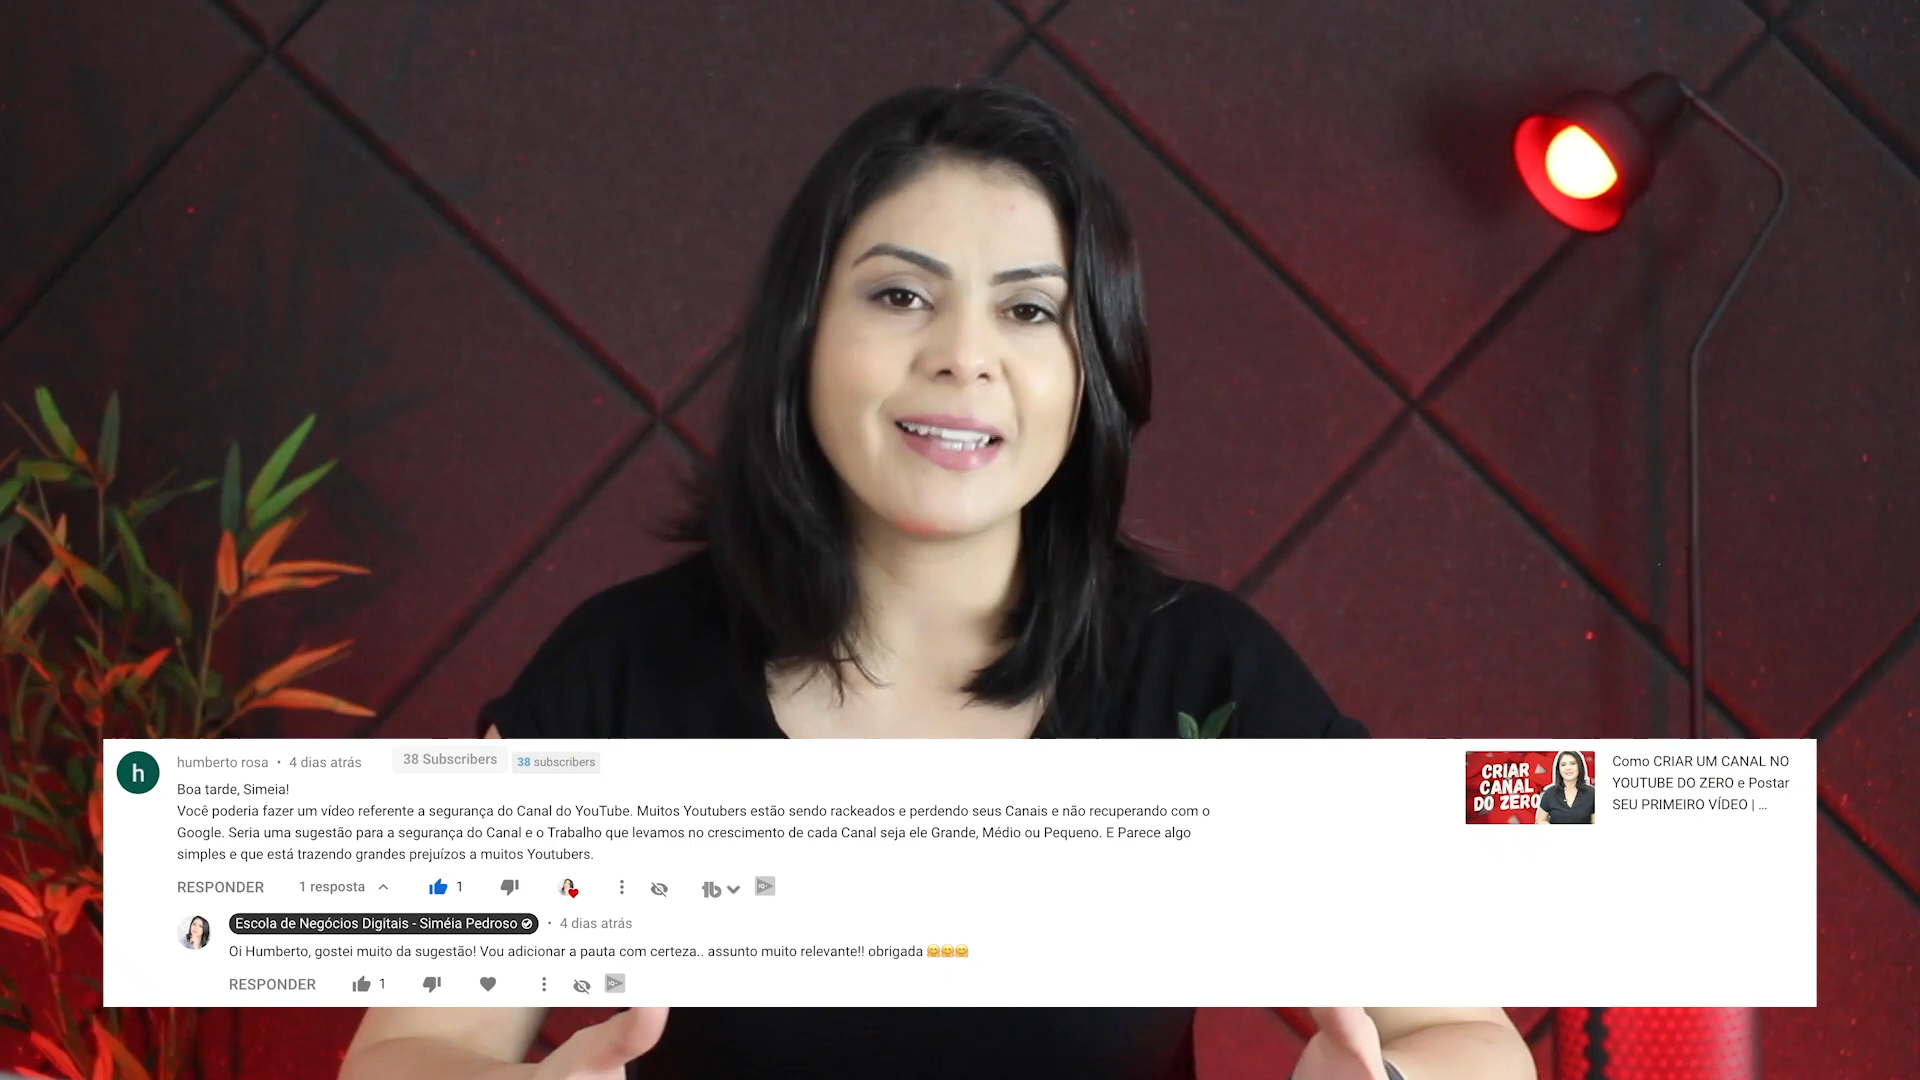 h
humberto rosa • 4 dias atrás 38 Subscribers 38 subscribers
Boa tarde, Simeia!
Você poderia fazer um vídeo referente a segurança do Canal do YouTube. Muitos Youtubers estão sendo rackeados e perdendo seus Canais e não recuperando com o
Google. Seria uma sugestão para a segurança do Canal e o Trabalho que levamos no crescimento de cada Canal seja ele Grande, Médio ou Pequeno. E Parece algo
simples e que está trazendo grandes prejuízos a muitos Youtubers.
RESPONDER 1 resposta 1
Escola de Negócios Digitais - Siméia Pedroso • 4 dias atrás
Oi Humberto, gostei muito da sugestão! Vou adicionar a pauta com certeza.. assunto muito relevante!! obrigada 🤗🤗🤗
RESPONDER 1
CRIAR
CANAL
DO ZERO
Como CRIAR UM CANAL NO
YOUTUBE DO ZERO e Postar
SEU PRIMEIRO VÍDEO | ...